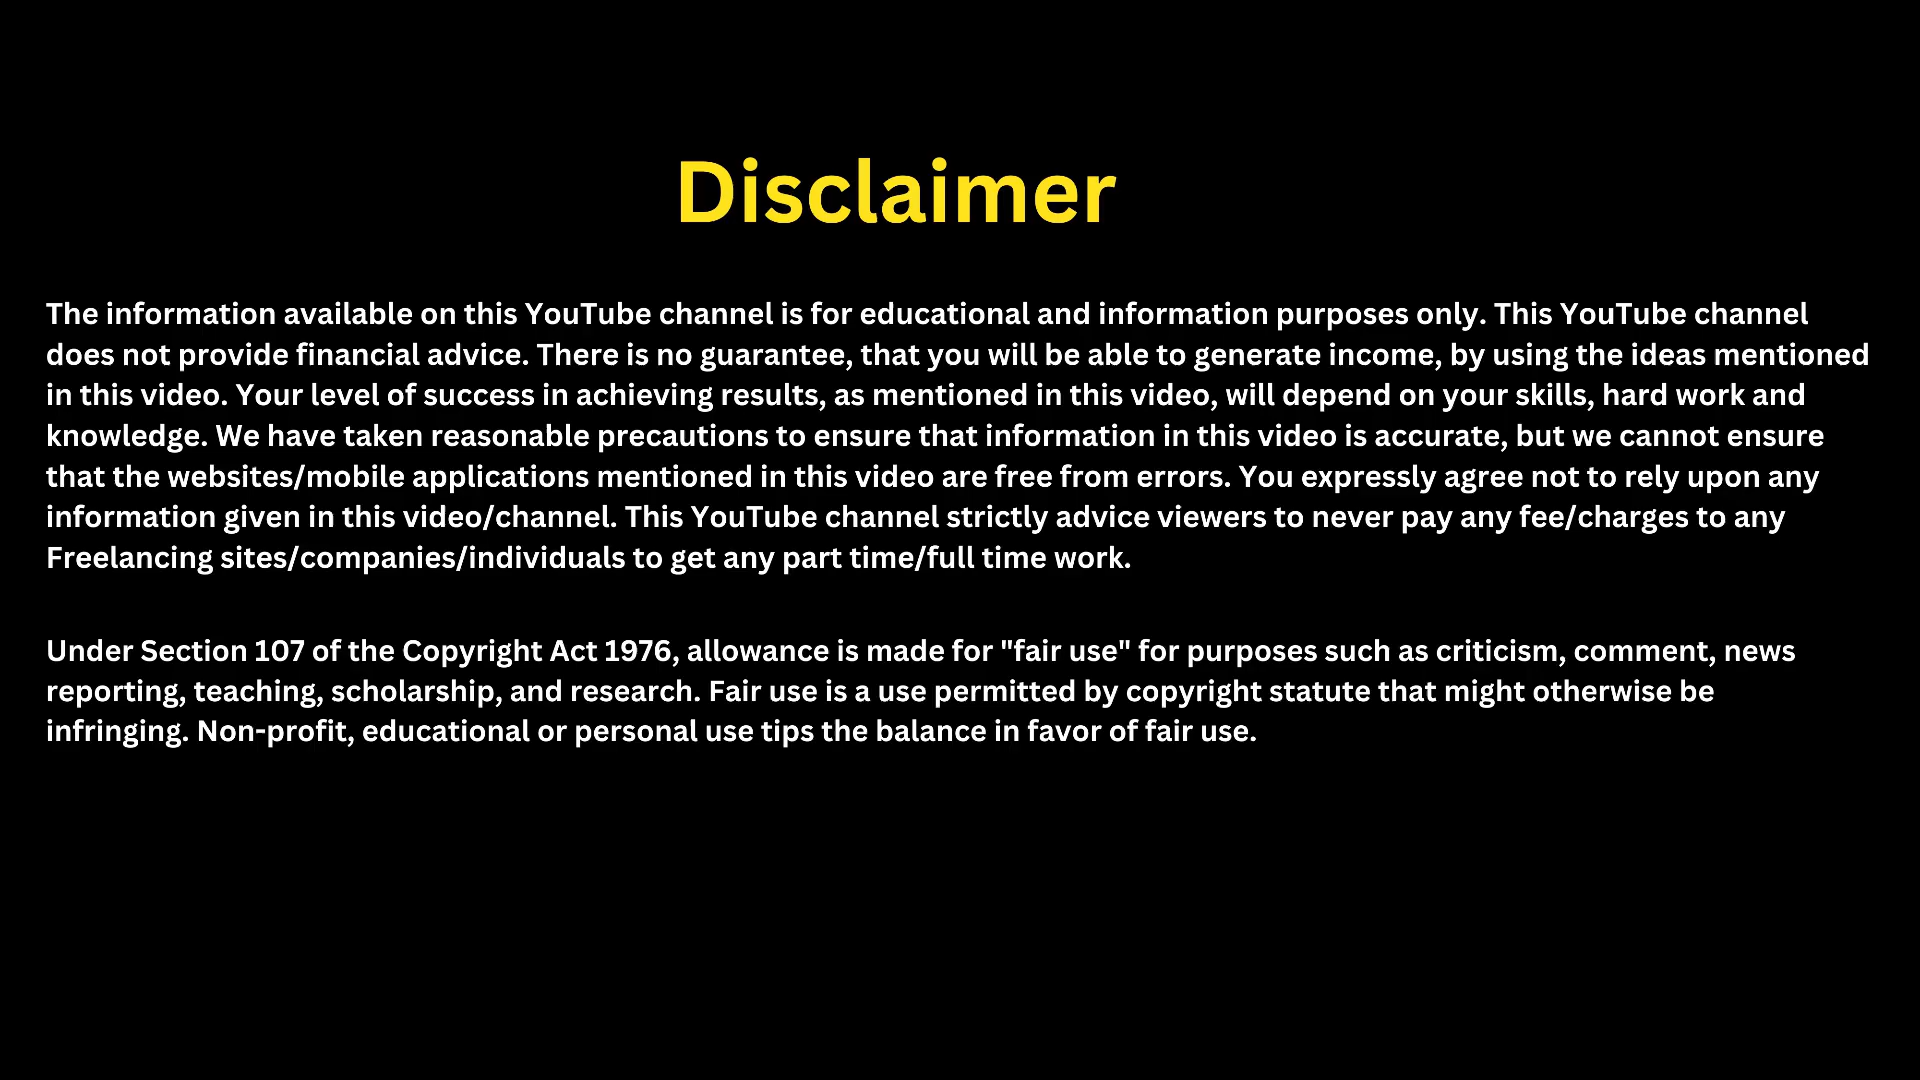 Disclaimer
The information available on this YouTube channel is for educational and information purposes only. This YouTube channel
does not provide financial advice. There is no guarantee, that you will be able to generate income, by using the ideas mentioned
in this video. Your level of success in achieving results, as mentioned in this video, will depend on your skills, hard work and
knowledge. We have taken reasonable precautions to ensure that information in this video is accurate, but we cannot ensure
that the websites/mobile applications mentioned in this video are free from errors. You expressly agree not to rely upon any
information given in this video/channel. This YouTube channel strictly advice viewers to never pay any fee/charges to any
Freelancing sites/companies/individuals to get any part time/full time work.
Under Section 107 of the Copyright Act 1976, allowance is made for "fair use" for purposes such as criticism, comment, news
reporting, teaching, scholarship, and research. Fair use is a use permitted by copyright statute that might otherwise be
infringing. Non-profit, educational or personal use tips the balance in favor of fair use.